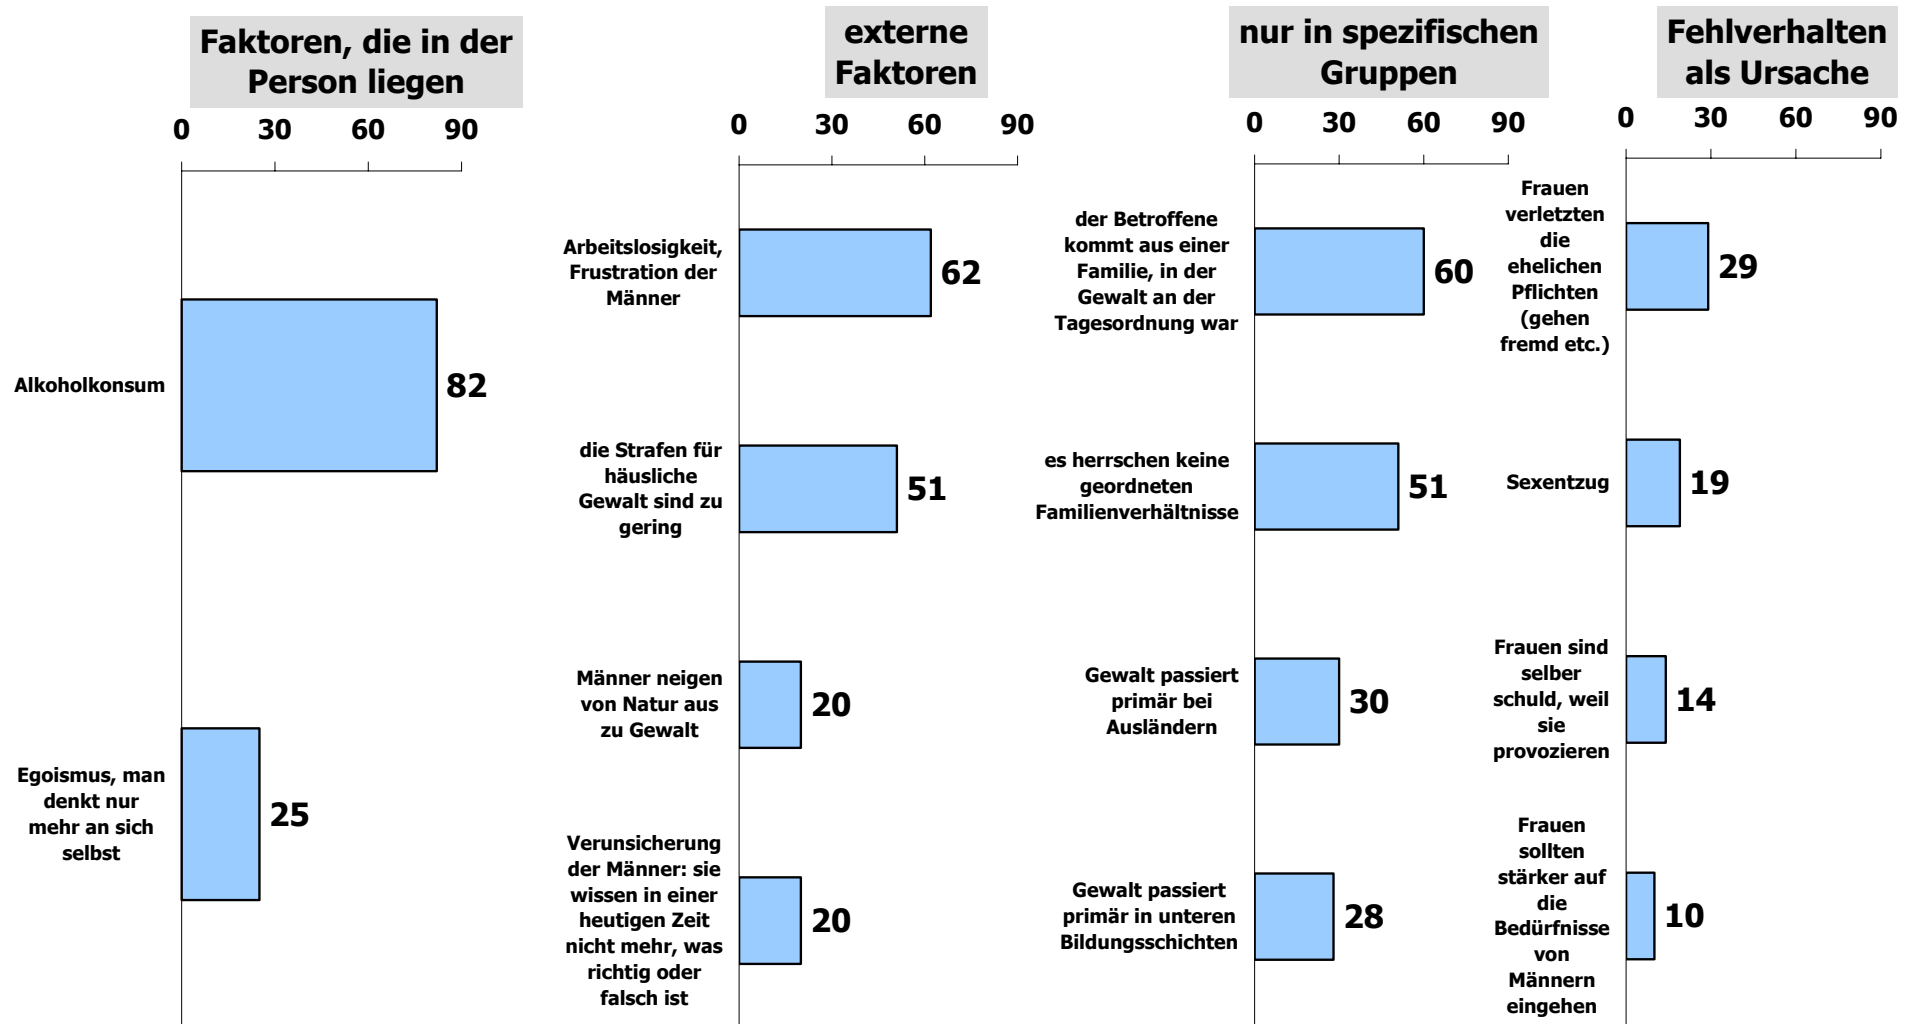 Faktoren, die in der
Person liegen
0 30 60 90
Alkoholkonsum
82
Egoismus, man
denkt nur
mehr an sich
selbst
25
externe
Faktoren
0 30 60 90
Arbeitslosigkeit,
Frustration der
Männer
62
die Strafen für
häusliche
Gewalt sind zu
gering
51
Männer neigen
von Natur aus
zu Gewalt
20
Verunsicherung
der Männer: sie
wissen in einer
heutigen Zeit
nicht mehr, was
richtig oder
falsch ist
20
nur in spezifischen
Gruppen
0 30 60 90
der Betroffene
kommt aus einer
Familie, in der
Gewalt an der
Tagesordnung war
60
es herrschen keine
geordneten
Familienverhältnisse
51
Gewalt passiert
primär bei
Ausländern
30
Gewalt passiert
primär in unteren
Bildungsschichten
28
Fehlverhalten
als Ursache
0 30 60 90
Frauen
verletzten
die
ehelichen
Pflichten
(gehen
fremd etc.)
29
Sexentzug
19
Frauen sind
selber
schuld, weil
sie
provozieren
14
Frauen
sollten
stärker auf
die
Bedürfnisse
von
Männern
eingehen
10